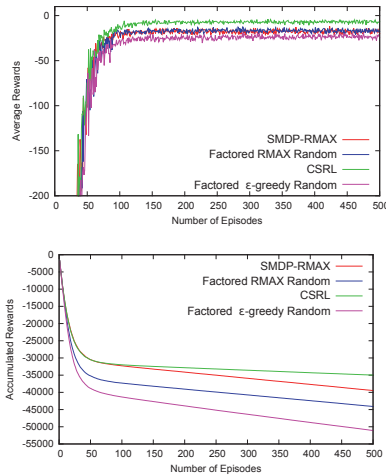 0
-50
-100
-150
-200
Average Rewards
SMDP-RMAX
Factored RMAX Random
CSRL
Factored ε-greedy Random
0 50 100 150 200 250 300 350 400 450 500
Number of Episodes
0
-5000
-10000
-15000
-20000
-25000
-30000
-35000
-40000
-45000
-50000
-55000
Accumulated Rewards
SMDP-RMAX
Factored RMAX Random
CSRL
Factored ε-greedy Random
0 50 100 150 200 250 300 350 400 450 500
Number of Episodes